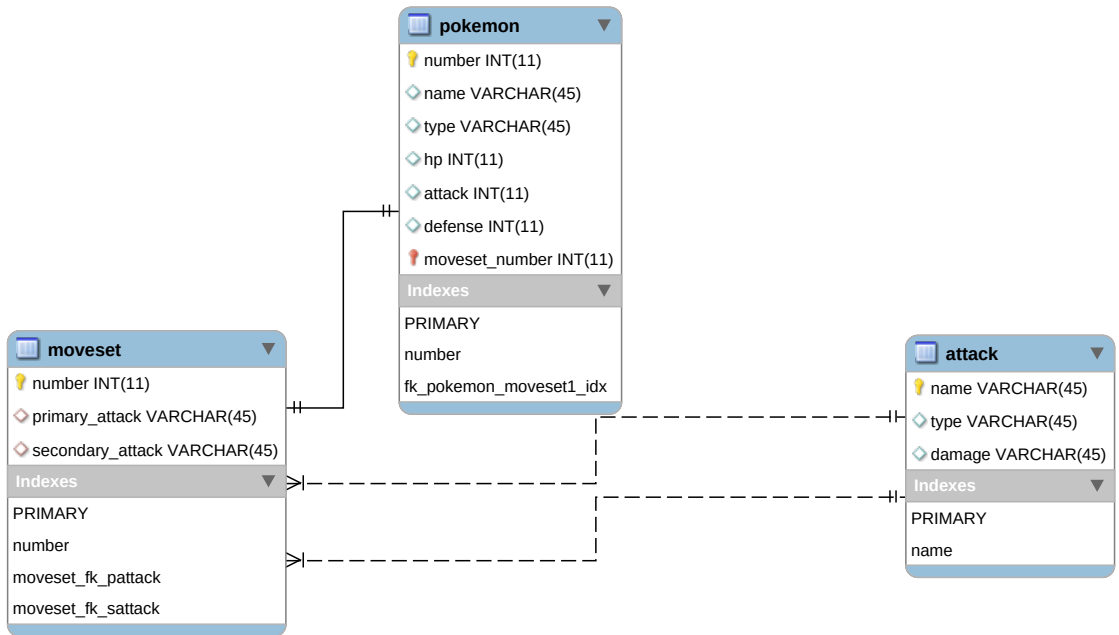 pokemon
number INT(11)
name VARCHAR(45)
type VARCHAR(45)
hp INT(11)
attack INT(11)
defense INT(11)
moveset_number INT(11)
Indexes
PRIMARY
number
fk_pokemon_moveset1_idx
moveset
number INT(11)
primary_attack VARCHAR(45)
secondary_attack VARCHAR(45)
Indexes
PRIMARY
number
moveset_fk_pattack
moveset_fk_sattack
attack
name VARCHAR(45)
type VARCHAR(45)
damage VARCHAR(45)
Indexes
PRIMARY
name